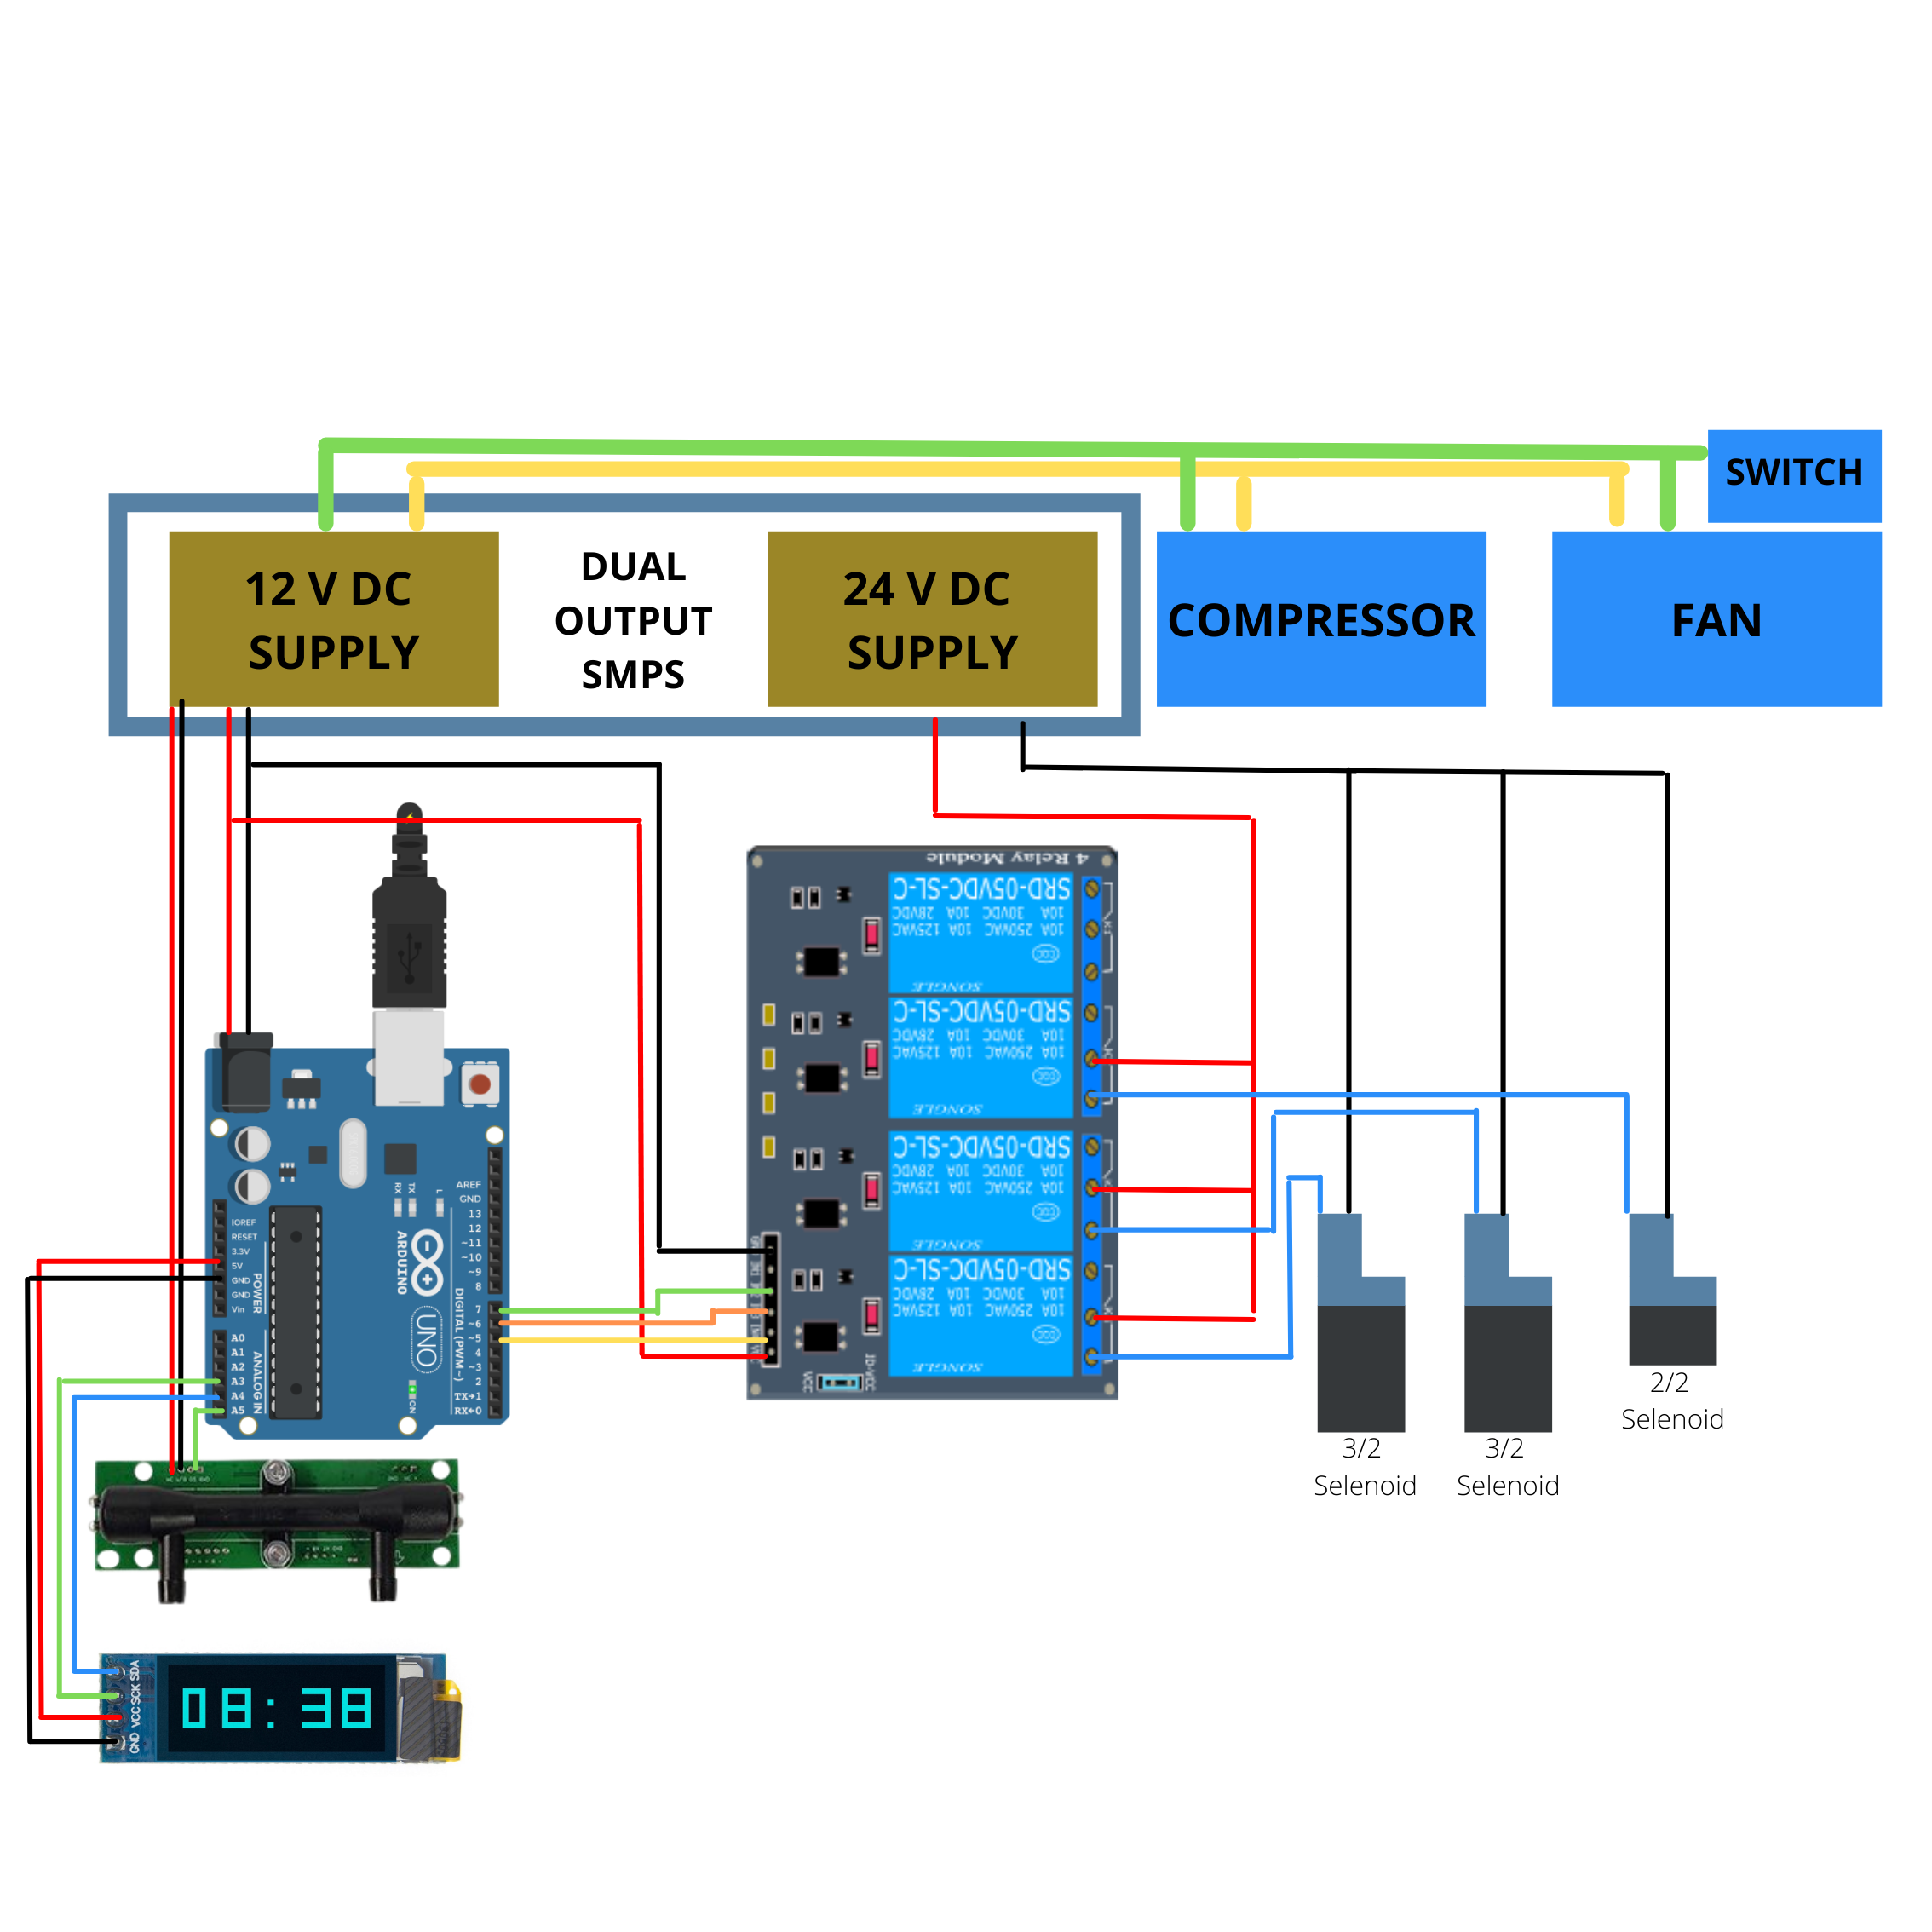 SWITCH
12 V DC
SUPPLY
DUAL
OUTPUT
SMPS
24 V DC
SUPPLY
COMPRESSOR
FAN
4 Relay Module
SRD-05VDC-SL-C
10A 30VDC 10A 28VDC
10A 250VAC 10A 125VAC
CQC
SONGLE
K1
SRD-05VDC-SL-C
10A 30VDC 10A 28VDC
10A 250VAC 10A 125VAC
CQC
SONGLE
SRD-05VDC-SL-C
10A 30VDC 10A 28VDC
10A 250VAC 10A 125VAC
CQC
SONGLE
SRD-05VDC-SL-C
10A 30VDC 10A 28VDC
10A 250VAC 10A 125VAC
CQC
SONGLE
VCC
JD-VCC
RX
TX
L
AREF
GND
13
12
~11
~10
~9
8
7
~6
~5
4
~3
2
TX→1
RX←0
DIGITAL (PWM~)
ARDUINO
UNO
ON
IOREF
RESET
3.3V
5V
GND
GND
Vin
POWER
A0
A1
A2
A3
A4
A5
ANALOG IN
2/2
Selenoid
3/2
Selenoid
3/2
Selenoid
GND VCC SCK SDA
08:38